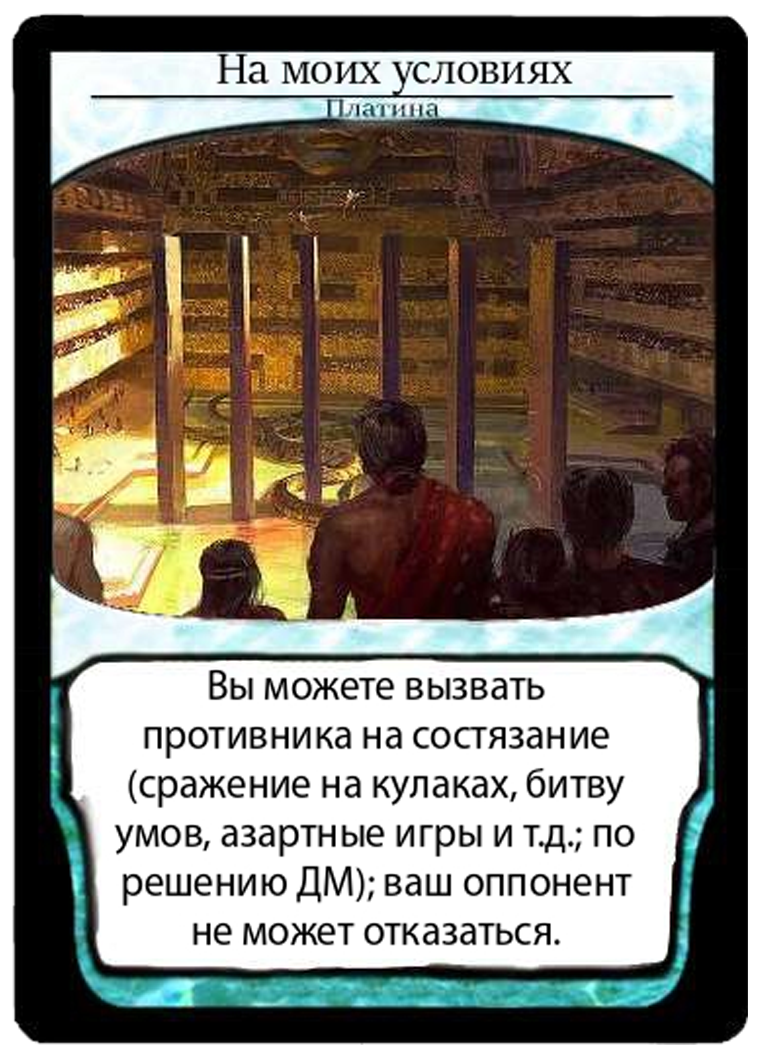 На моих условиях
Платина
Вы можете вызвать
противника на состязание
(сражение на кулаках, битву
умов, азартные игры и т.д.; по
решению ДМ); ваш оппонент
не может отказаться.